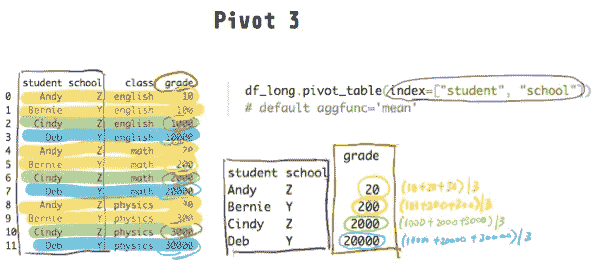 Pivot 3
student school class grade
0 Andy Z english 10
1 Bernie Y english 100
2 Cindy Z english 1000
3 Deb Y english 10000
4 Andy Z math 20
5 Bernie Y math 200
6 Cindy Z math 2000
7 Deb Y math 20000
8 Andy Z physics 30
9 Bernie Y physics 300
10 Cindy Z physics 3000
11 Deb Y physics 30000
df_long.pivot_table(index=["student", "school"])
# default aggfunc='mean'
grade
student school
Andy Z 20 (10+20+30)/3
Bernie Y 200 (100+200+300)/3
Cindy Z 2000 (1000+2000+3000)/3
Deb Y 20000 (10000+20000+30000)/3